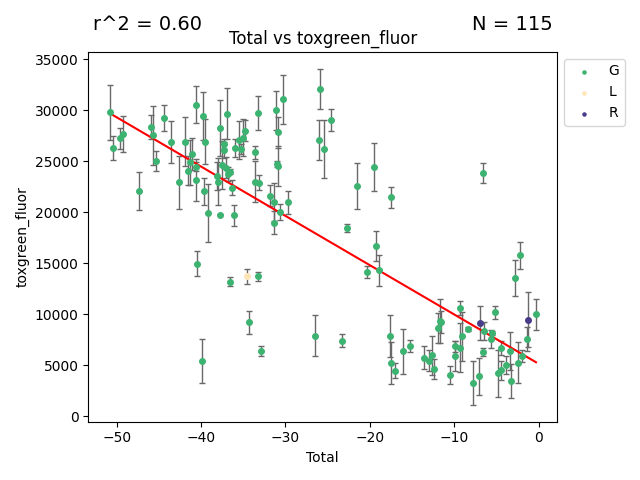 r^2 = 0.60
N = 115
Total vs toxgreen_fluor
35000
30000
25000
20000
15000
10000
5000
0
toxgreen_fluor
−50
−40
−30
−20
−10
0
Total
G
L
R